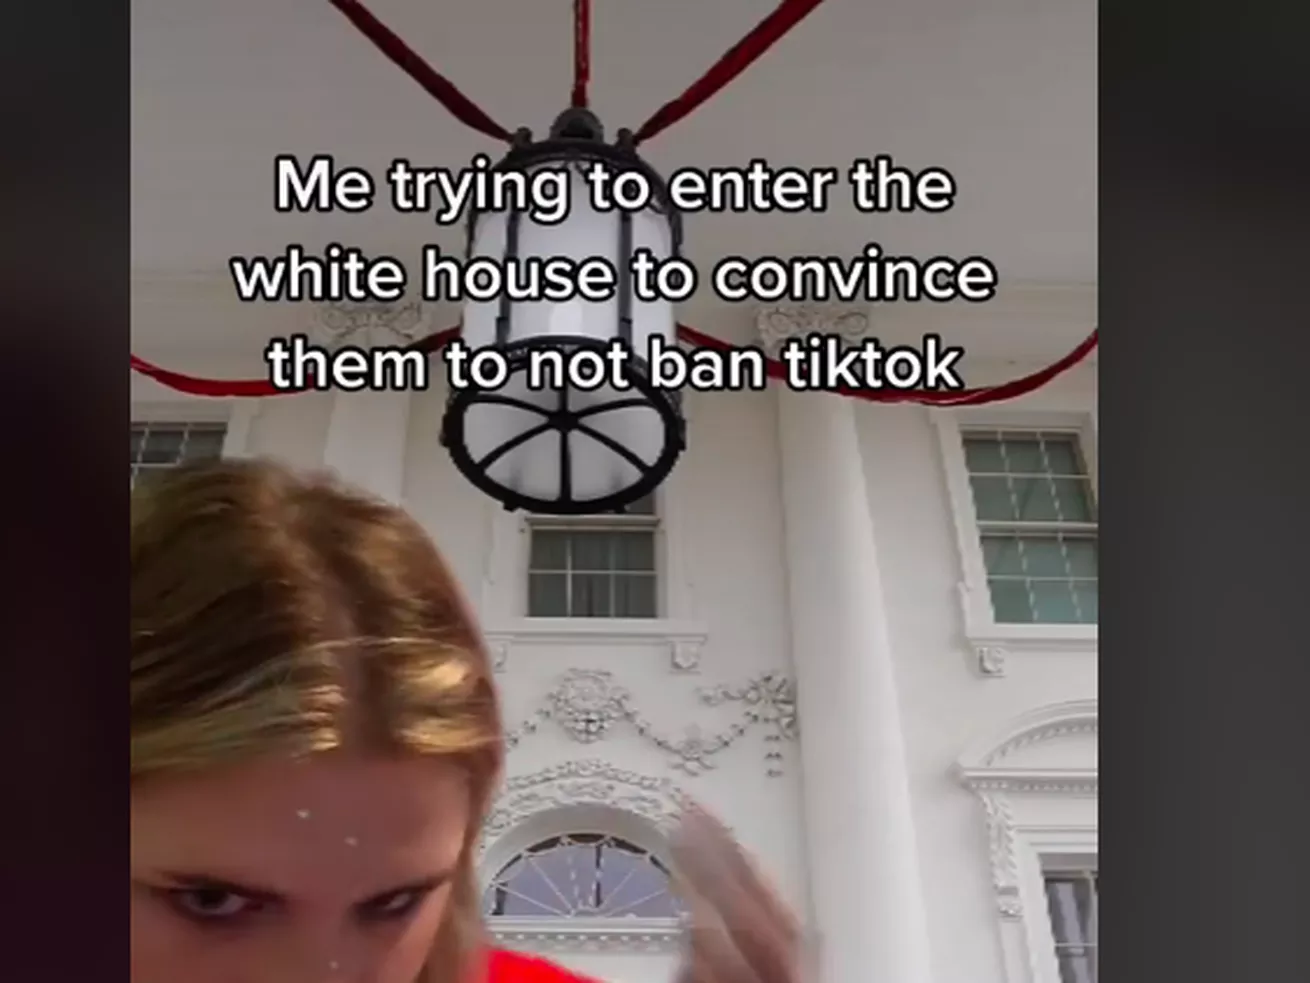 Me trying to enter the
white house to convince
them to not ban tiktok